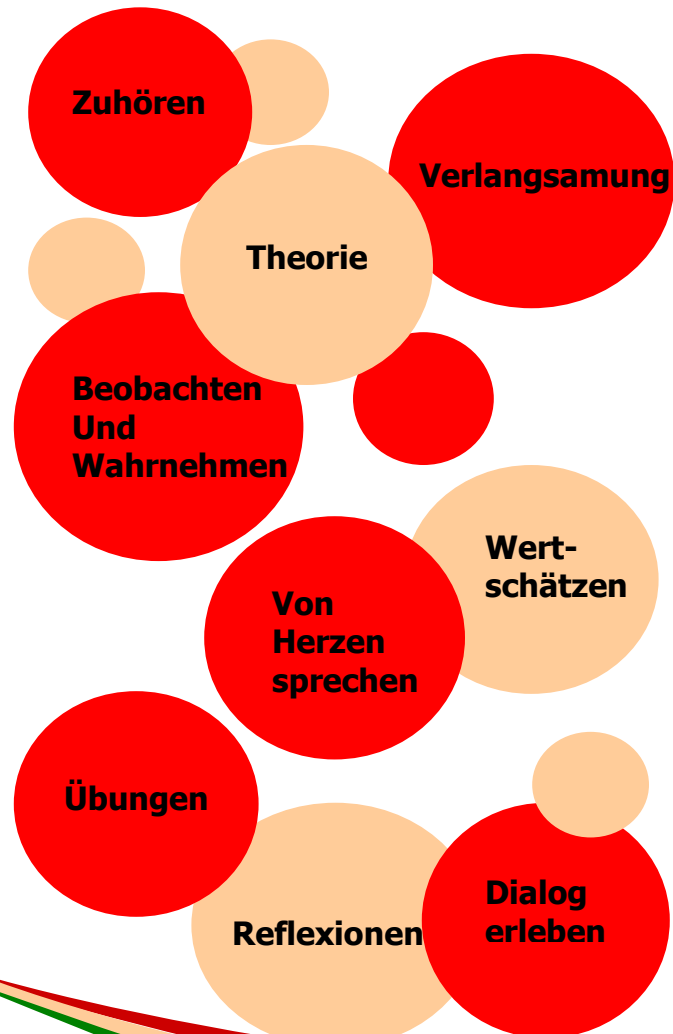 Zuhören
Verlangsamung
Theorie
Beobachten
Und
Wahrnehmen
Wert-
schätzen
Von
Herzen
sprechen
Übungen
Dialog
erleben
Reflexionen